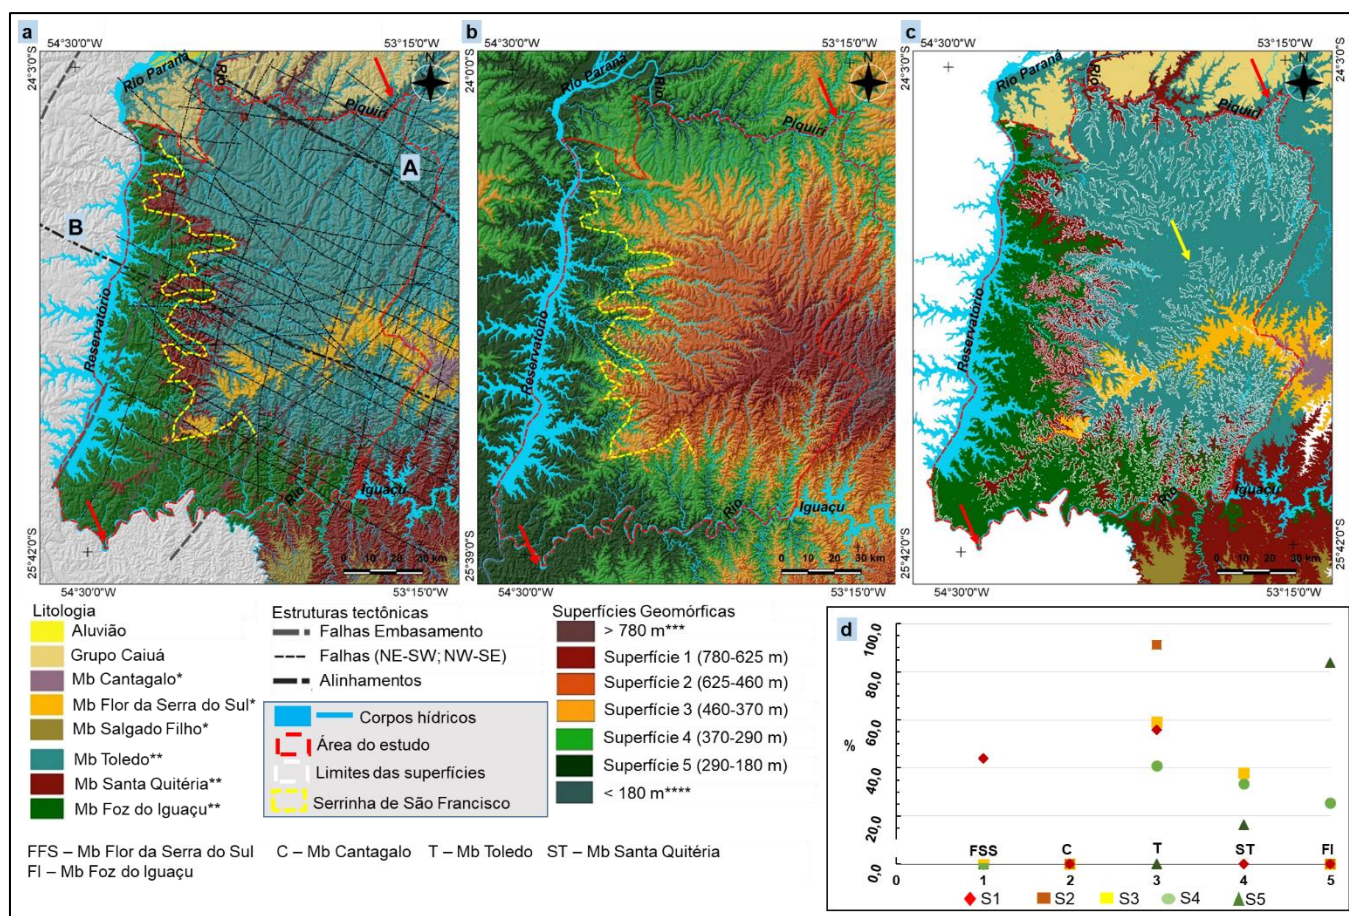 a
54°30'0"W
53°15'0"W
24°3'0"S
N
Rio Paraná
Rio
Piquiri
A
B
Reservatório
Rio
Iguaçu
25°42'0"S
0 10 20 30 km
54°30'0"W
53°15'0"W
b
54°30'0"W
53°15'0"W
24°0'0"S
N
Rio
Piquiri
Reservatório
Rio
Iguaçu
25°39'0"S
0 10 20 30 km
54°30'0"W
53°15'0"W
c
54°30'0"W
53°15'0"W
24°3'0"S
N
Rio Paraná
Rio
Piquiri
Reservatório
Rio
Iguaçu
25°42'0"S
0 10 20 30 km
54°30'0"W
53°15'0"W
Litologia
Aluvião
Grupo Caiuá
Mb Cantagalo*
Mb Flor da Serra do Sul*
Mb Salgado Filho*
Mb Toledo**
Mb Santa Quitéria**
Mb Foz do Iguaçu**
Estruturas tectônicas
Falhas Embasamento
Falhas (NE-SW; NW-SE)
Alinhamentos
Corpos hídricos
Área do estudo
Limites das superfícies
Serrinha de São Francisco
Superfícies Geomórficas
> 780 m***
Superfície 1 (780-625 m)
Superfície 2 (625-460 m)
Superfície 3 (460-370 m)
Superfície 4 (370-290 m)
Superfície 5 (290-180 m)
< 180 m****
FFS – Mb Flor da Serra do Sul C – Mb Cantagalo T – Mb Toledo ST – Mb Santa Quitéria
FI – Mb Foz do Iguaçu
d
100,0
80,0
60,0
%
40,0
20,0
0,0
FSS C T ST FI
0 1 2 3 4 5
S1 S2 S3 S4 S5